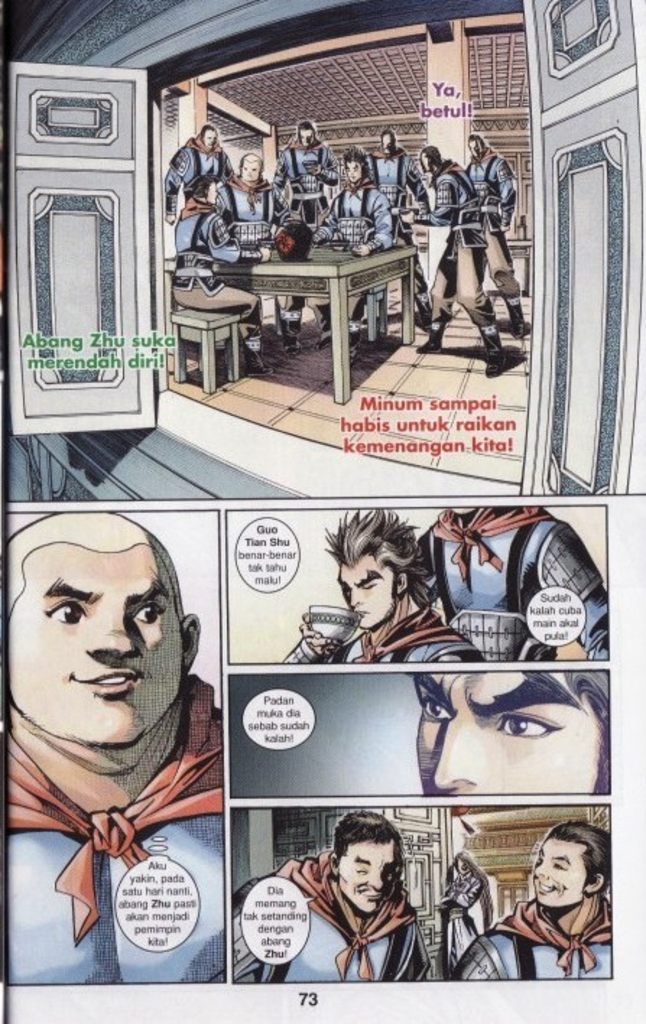 Ya,
betul!
Abang Zhu suka
merendah diri!
Minum sampai
habis untuk raikan
kemenangan kita!
Guo
Tian Shu
benar-benar
tak tahu
malu!
Sudah
kalah cuba
main akal
pula!
Padan
muka dia
sebab sudah
kalah!
Aku
yakin, pada
satu hari nanti,
abang Zhu pasti
akan menjadi
pemimpin
kita!
Dia
memang
tak setanding
dengan
abang
Zhu!
73